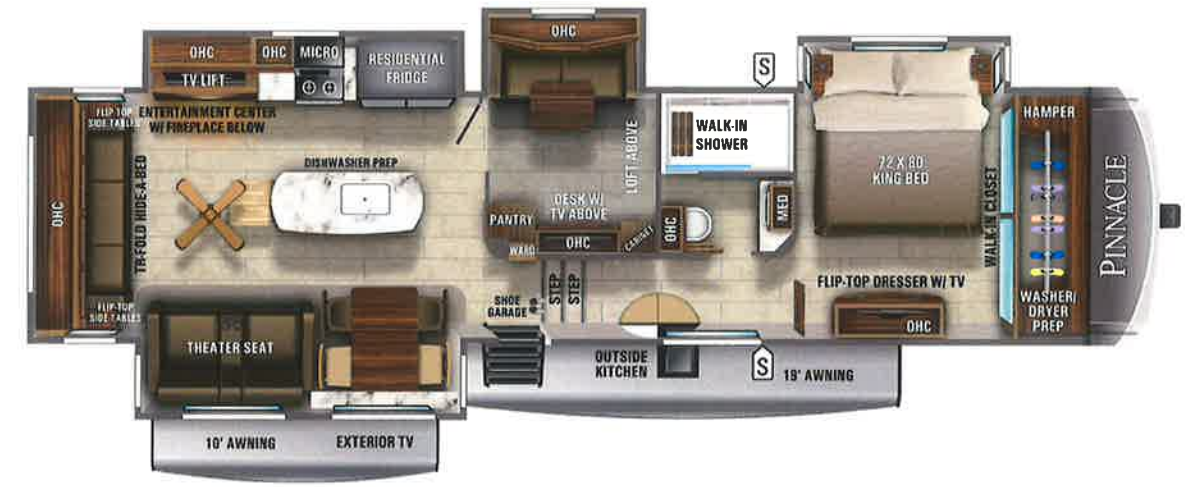 OHC
OHC
OHC
MICRO
RESIDENTIAL
FRIDGE
TV LIFT
S
FLIP-TOP
SIDE TABLES
ENTERTAINMENT CENTER
W/ FIREPLACE BELOW
HAMPER
WALK-IN
SHOWER
DISHWASHER PREP
LOFT ABOVE
72 X 80
KING BED
TRI-FOLD HIDE-A-BED
OHC
DESK W/
TV ABOVE
PANTRY
OHC
MED
WALK-IN CLOSET
PINNACLE
OHC
CABINET
WARD
STEP
STEP
FLIP-TOP DRESSER W/ TV
SHOE
GARAGE
FLIP-TOP
SIDE TABLES
OHC
WASHER/
DRYER
PREP
THEATER SEAT
OUTSIDE
KITCHEN
S
19' AWNING
10' AWNING
EXTERIOR TV